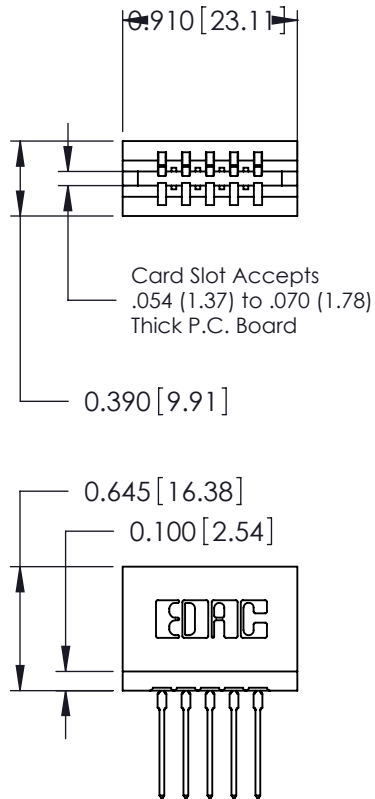 0.910 [23.11]
Card Slot Accepts
.054 (1.37) to .070 (1.78)
Thick P.C. Board
0.390 [9.91]
0.645 [16.38]
0.100 [2.54]
EDAC